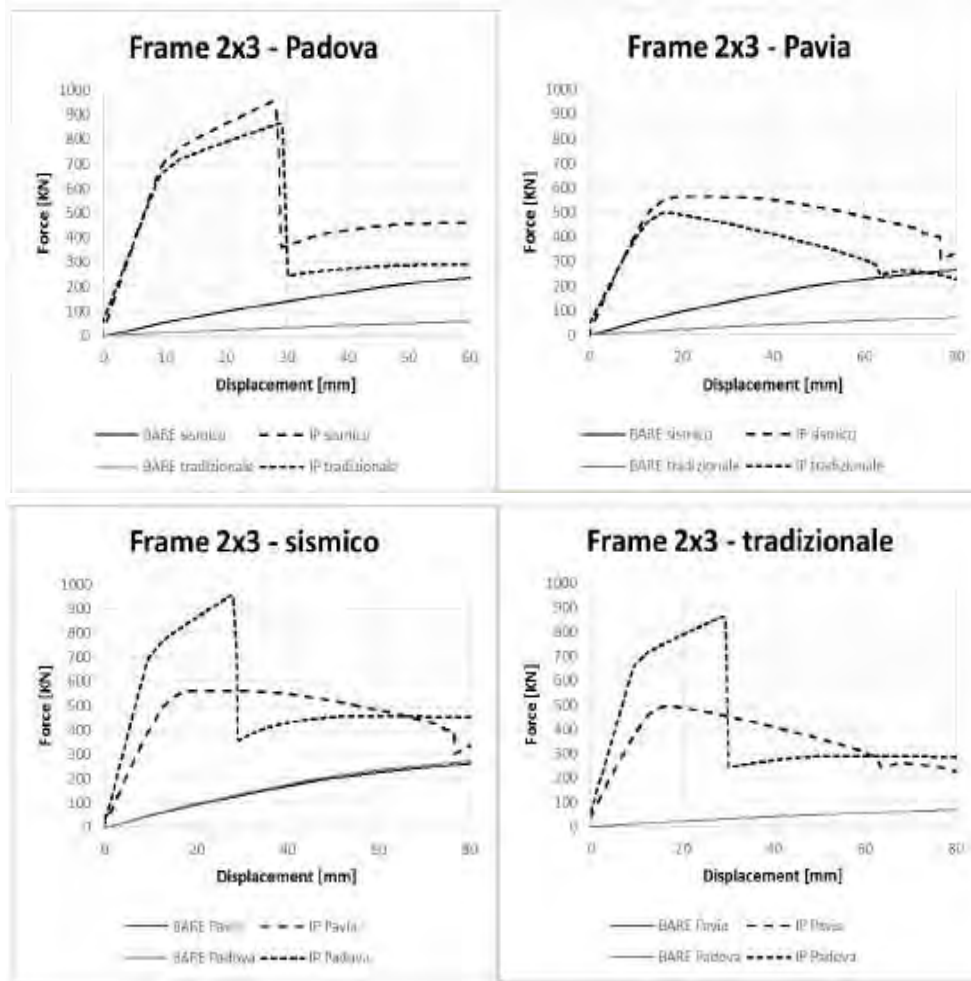 Frame 2x3 - Padova
Force [KN]
1000
900
800
700
600
500
400
300
200
100
0
0 10 20 30 40 50 60
Displacement [mm]
BARE sismico IP sismico
BARE tradizionale IP tradizionale
Frame 2x3 - Pavia
Force [KN]
1000
900
800
700
600
500
400
300
200
100
0
0 20 40 60 80
Displacement [mm]
BARE sismico IP sismico
BARE tradizionale IP tradizionale
Frame 2x3 - sismico
Force [KN]
1000
900
800
700
600
500
400
300
200
100
0
0 20 40 60 80
Displacement [mm]
BARE Pavia IP Pavia
BARE Padova IP Padova
Frame 2x3 - tradizionale
Force [KN]
1000
900
800
700
600
500
400
300
200
100
0
0 20 40 60 80
Displacement [mm]
BARE Pavia IP Pavia
BARE Padova IP Padova